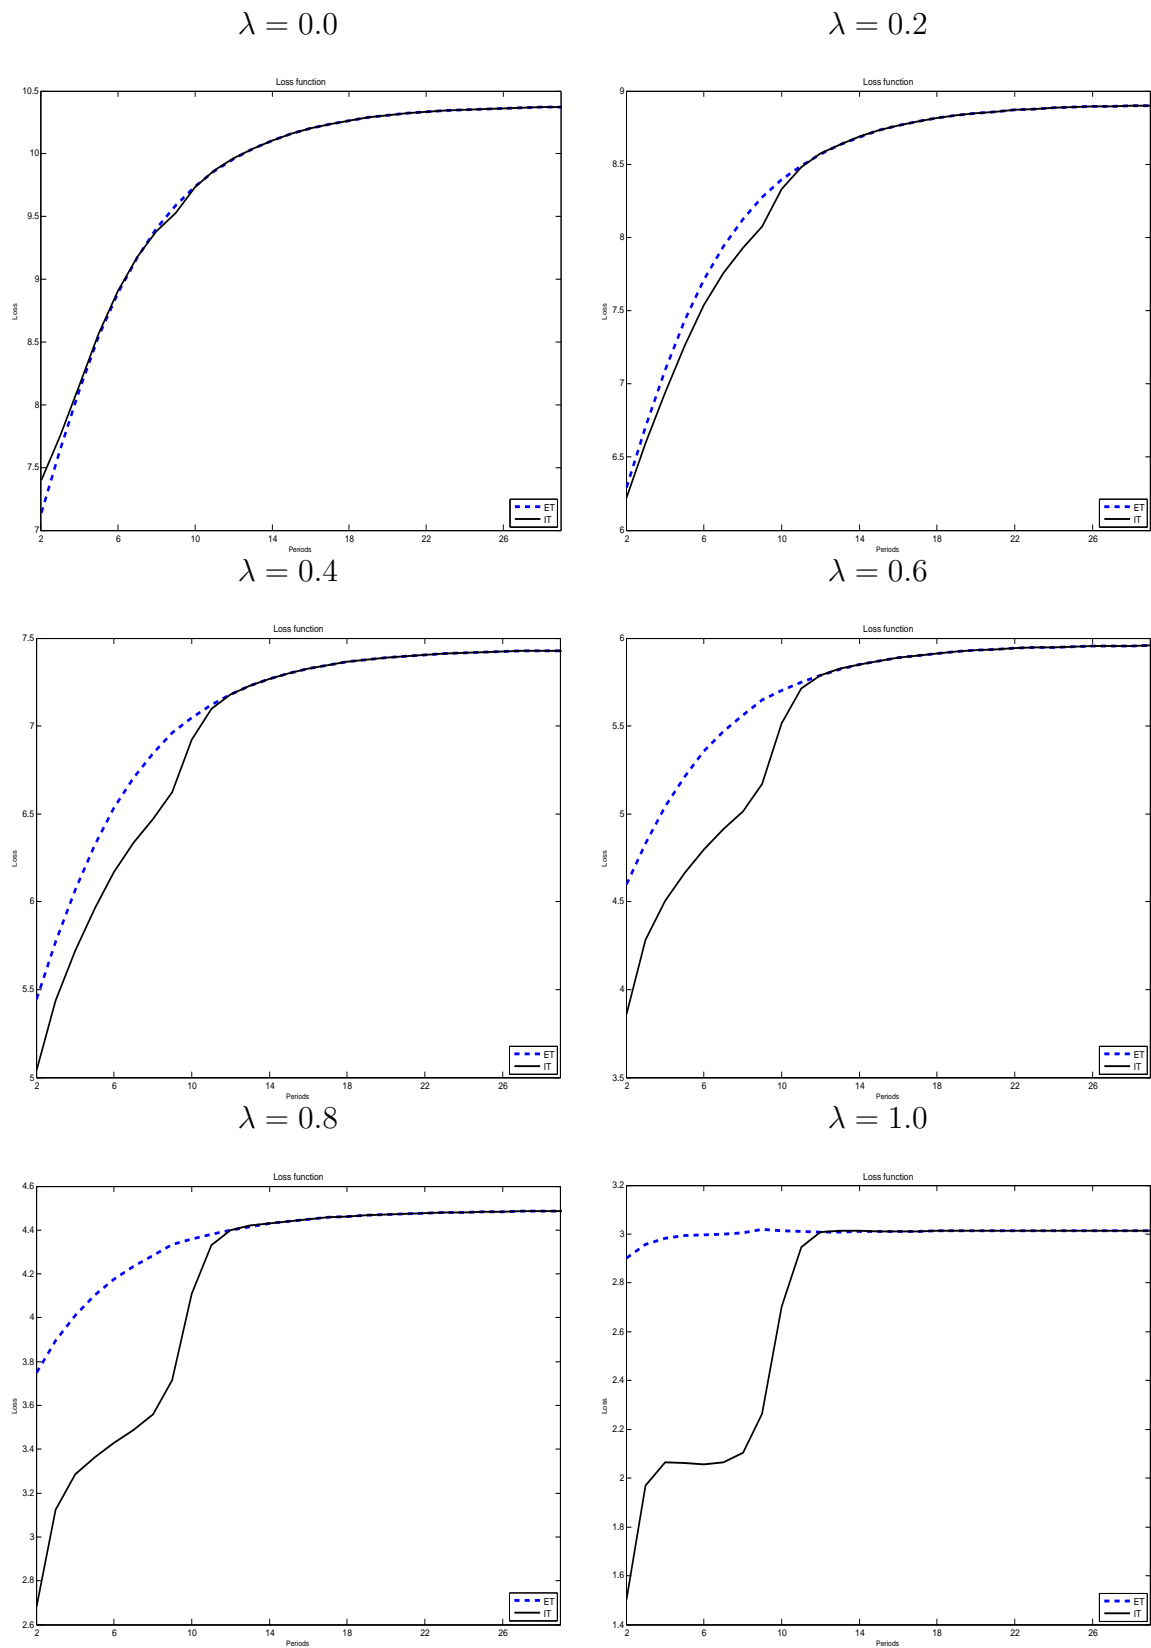 λ = 0.0
Loss function
10.5
10
9.5
9
8.5
8
7.5
7
Loss
2 6 10 14 18 22 26
Periods
ET
IT
λ = 0.2
Loss function
9
8.5
8
7.5
7
6.5
6
Loss
2 6 10 14 18 22 26
Periods
ET
IT
λ = 0.4
Loss function
7.5
7
6.5
6
5.5
5
Loss
2 6 10 14 18 22 26
Periods
ET
IT
λ = 0.6
Loss function
6
5.5
5
4.5
4
3.5
Loss
2 6 10 14 18 22 26
Periods
ET
IT
λ = 0.8
Loss function
4.6
4.4
4.2
4
3.8
3.6
3.4
3.2
3
2.8
2.6
Loss
2 6 10 14 18 22 26
Periods
ET
IT
λ = 1.0
Loss function
3.2
3
2.8
2.6
2.4
2.2
2
1.8
1.6
1.4
Loss
2 6 10 14 18 22 26
Periods
ET
IT